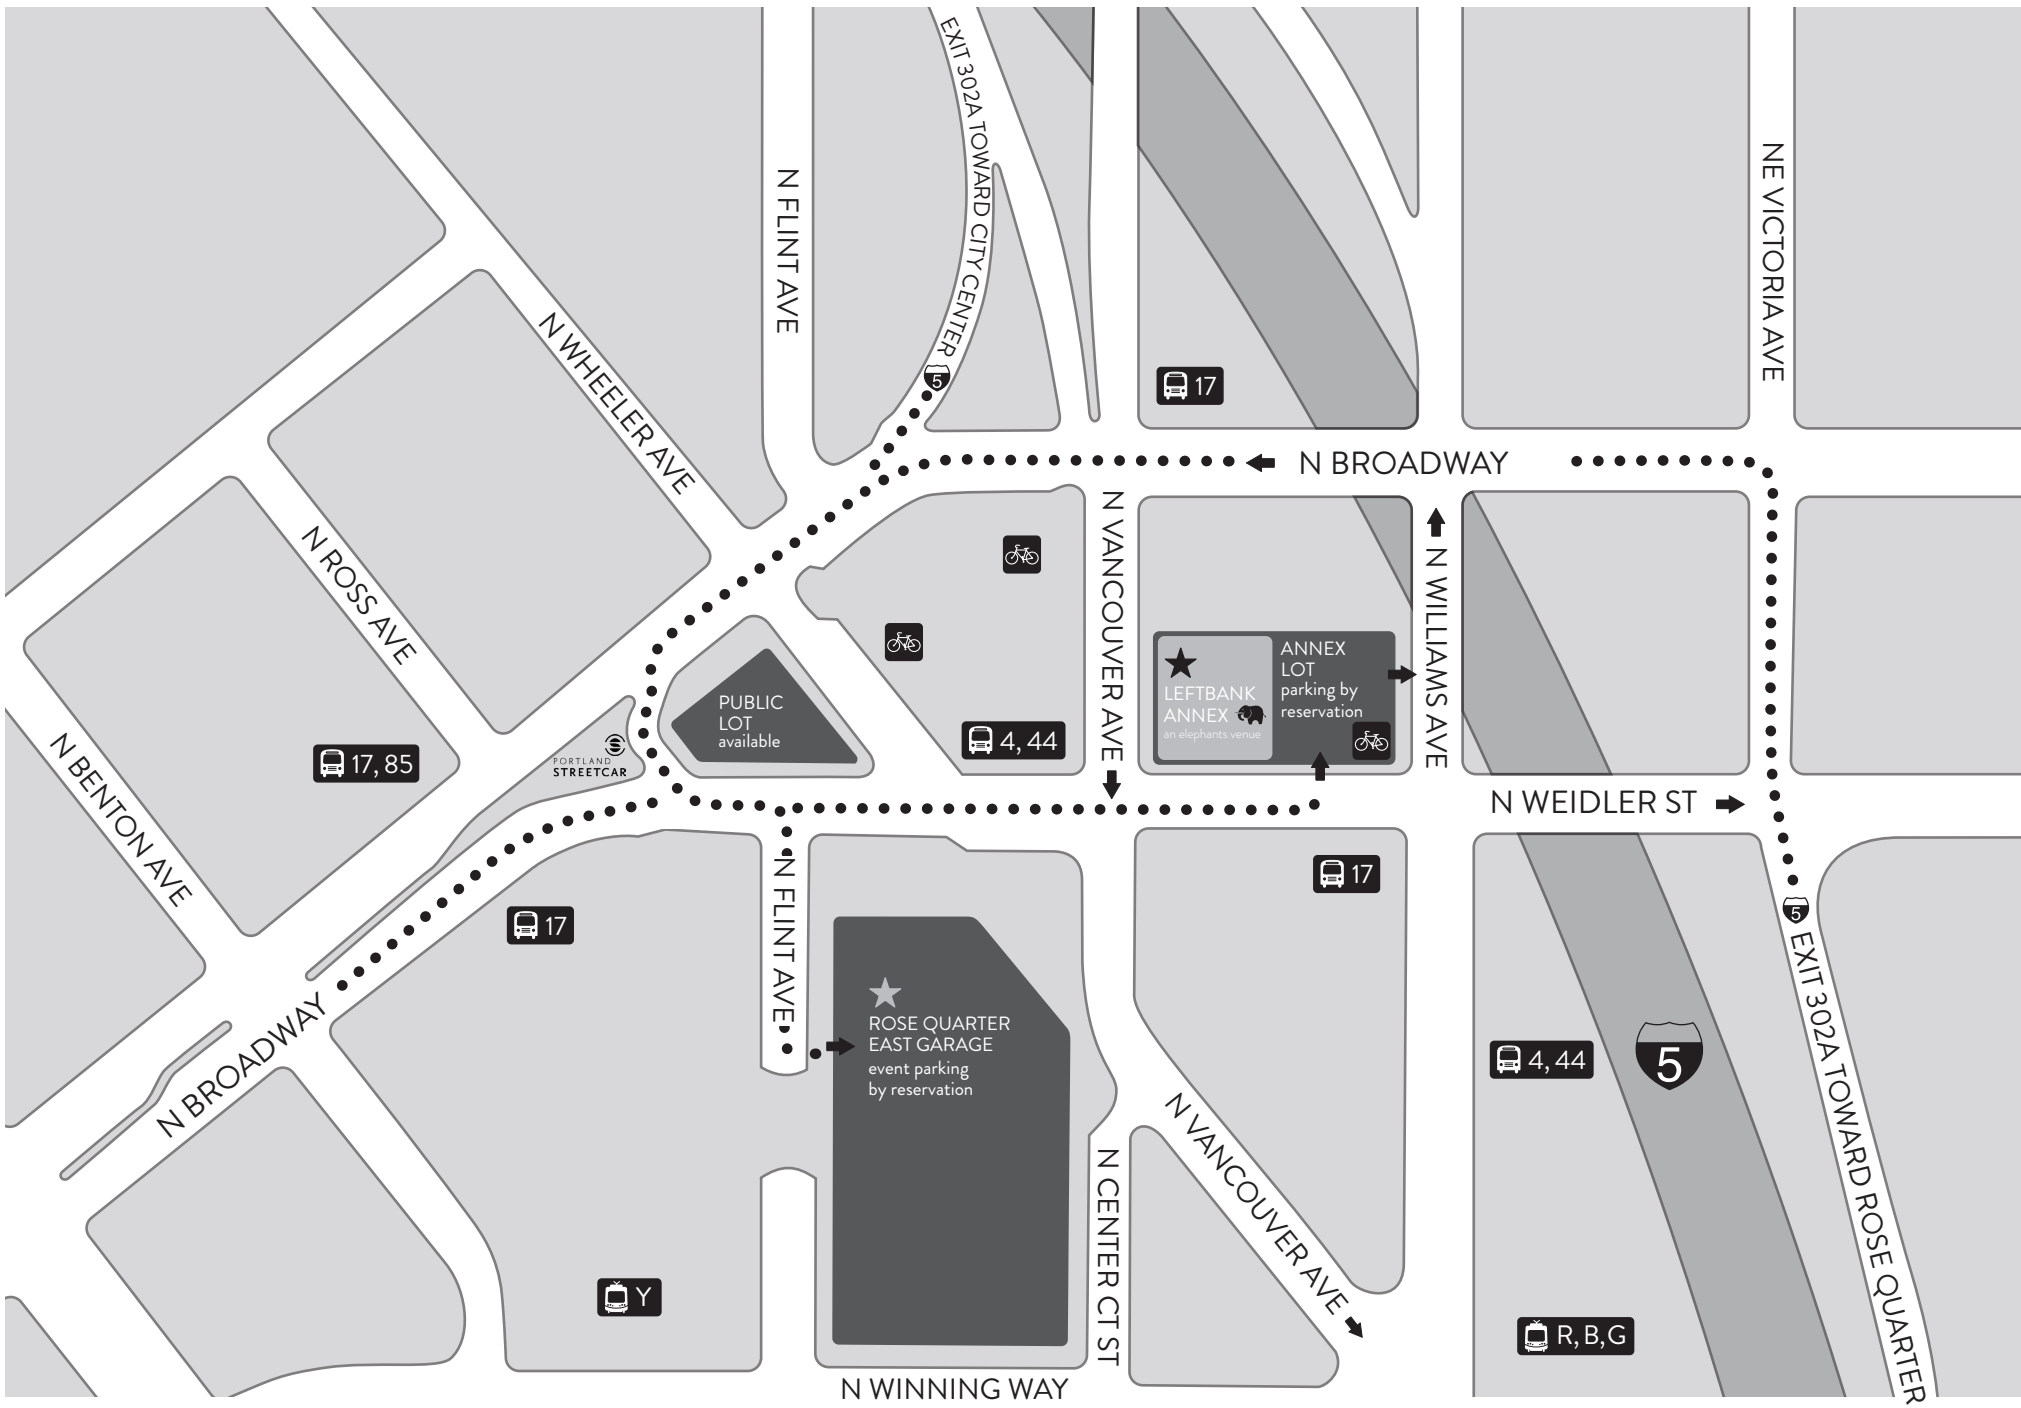 EXIT 302A TOWARD CITY CENTER
5
N FLINT AVE
NE VICTORIA AVE
N WHEELER AVE
17
N BROADWAY
N VANCOUVER AVE
N WILLIAMS AVE
N ROSS AVE
ANNEX
LOT
parking by
reservation
LEFTBANK
ANNEX
an elephants venue
PUBLIC
LOT
available
4, 44
PORTLAND
STREETCAR
17, 85
N BENTON AVE
N WEIDLER ST
17
17
N FLINT AVE
5
EXIT 302A TOWARD ROSE QUARTER
ROSE QUARTER
EAST GARAGE
event parking
by reservation
N BROADWAY
4, 44
5
N VANCOUVER AVE
N CENTER CT ST
Y
R, B, G
N WINNING WAY